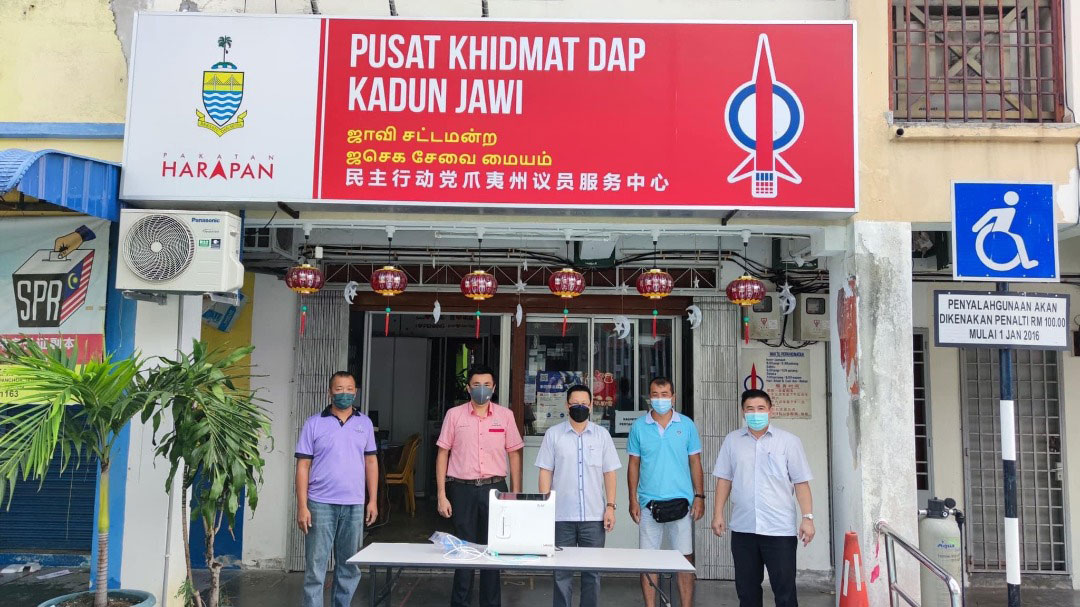 PUSAT KHIDMAT DAP
KADUN JAWI
ஜாவி சட்டமன்ற
ஜசெக சேவை மையம்
民主行动党爪夷州议员服务中心
PAKATAN
HARAPAN
Panasonic
SPR
163
PENYALAHGUNAAN AKAN
DIKENAKAN PENALTI RM 100.00
MULAI 1 JAN 2016